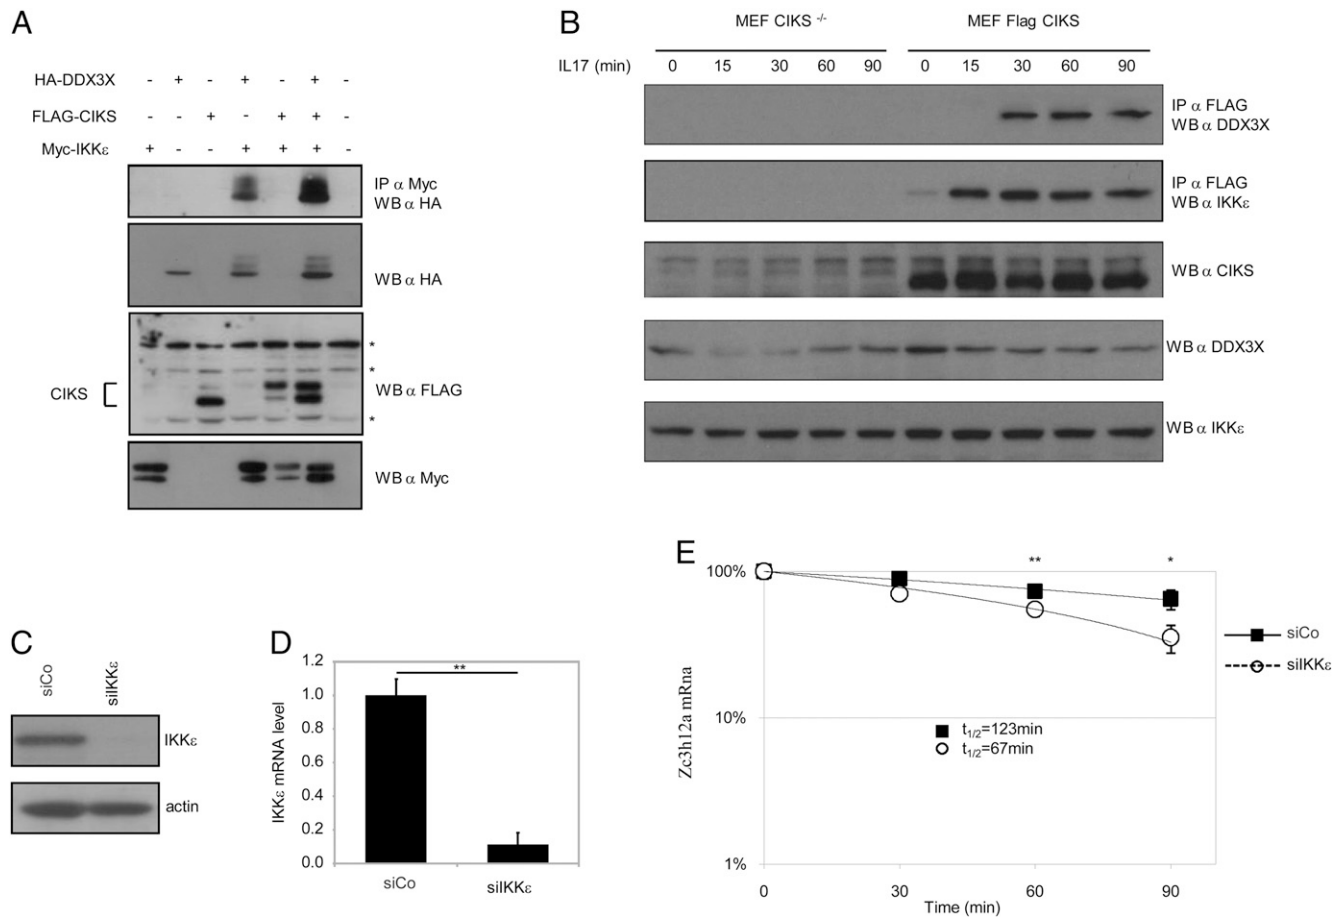 A
HA-DDX3X - + - + - + -
FLAG-CIKS - - + - + + -
Myc-IKKε + - - + + + -
IP α Myc
WB α HA
WB α HA
*
*
CIKS
WB α FLAG
*
WB α Myc
B
MEF CIKS -/-
MEF Flag CIKS
IL17 (min) 0 15 30 60 90 0 15 30 60 90
IP α FLAG
WB α DDX3X
IP α FLAG
WB α IKKε
WB α CIKS
WB α DDX3X
WB α IKKε
C
siCo
siIKKε
IKKε
actin
D
IKKε mRNA level
1.2
1.0
0.8
0.6
0.4
0.2
0.0
**
siCo
siIKKε
E
Zc3h12a mRna
100%
10%
1%
**
*
siCo
siIKKε
t1/2=123min
t1/2=67min
0 30 60 90
Time (min)